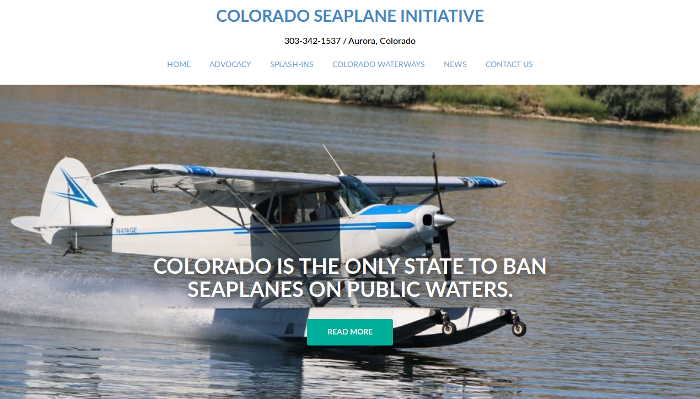 COLORADO SEAPLANE INITIATIVE
303-342-1537 / Aurora, Colorado
HOME ADVOCACY SPLASH-INS COLORADO WATERWAYS NEWS CONTACT US
COLORADO IS THE ONLY STATE TO BAN
SEAPLANES ON PUBLIC WATERS.
READ MORE